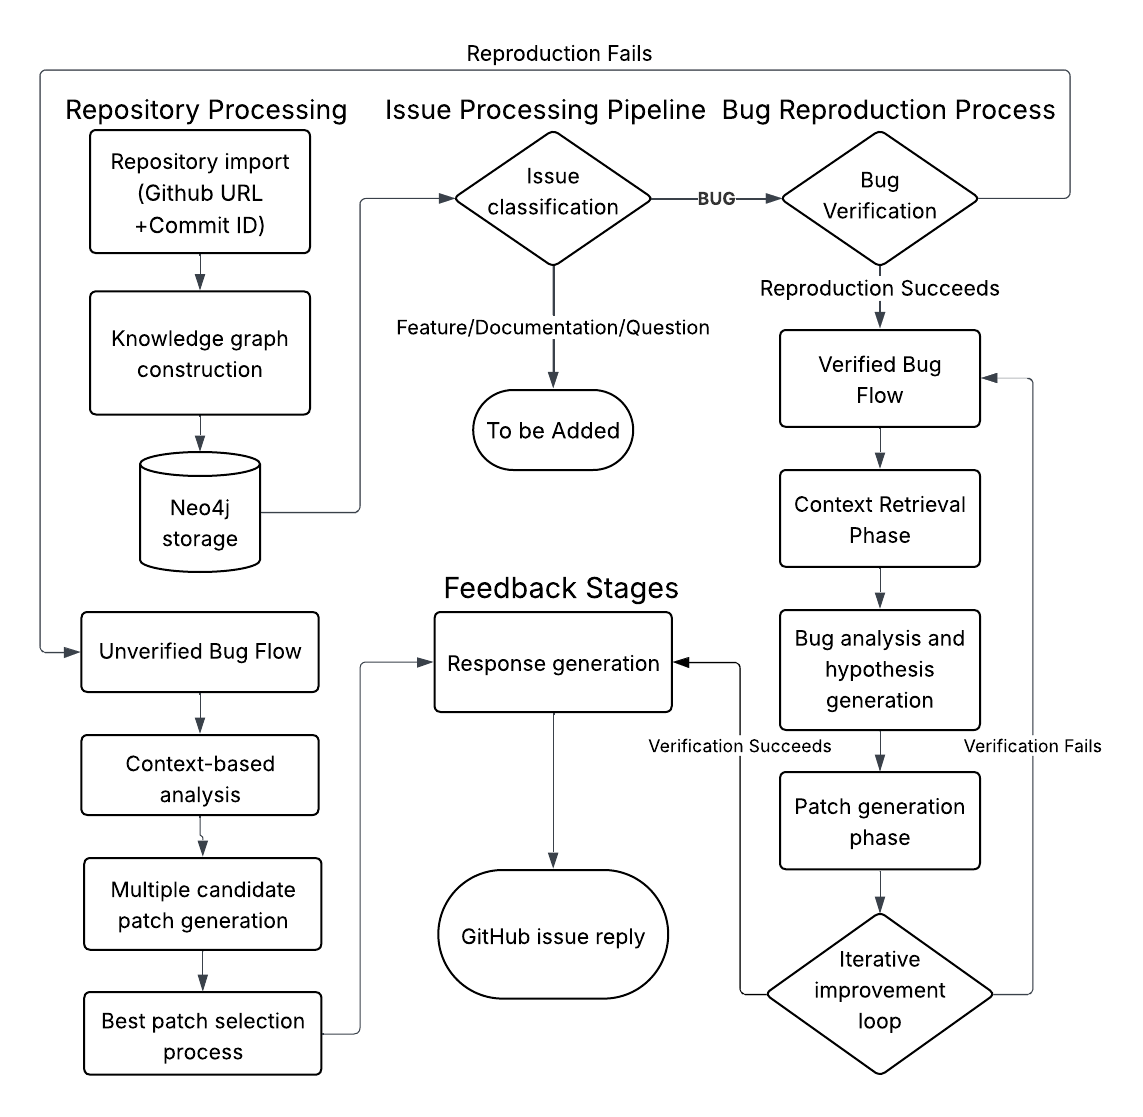 Reproduction Fails
Repository Processing
Issue Processing Pipeline
Bug Reproduction Process
Repository import
(Github URL
+Commit ID)
Issue
classification
BUG
Bug
Verification
Reproduction Succeeds
Knowledge graph
construction
Feature/Documentation/Question
Verified Bug
Flow
To be Added
Neo4j
storage
Context Retrieval
Phase
Feedback Stages
Unverified Bug Flow
Response generation
Bug analysis and
hypothesis
generation
Verification Succeeds
Verification Fails
Context-based
analysis
Patch generation
phase
Multiple candidate
patch generation
GitHub issue reply
Iterative
improvement
loop
Best patch selection
process